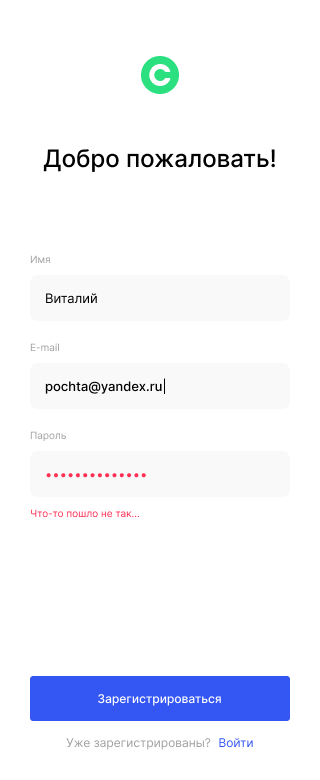 C
Добро пожаловать!
Имя
Виталий
E-mail
pochta@yandex.ru
Пароль
••••••••••••••
Что-то пошло не так...
Зарегистрироваться
Уже зарегистрированы? Войти